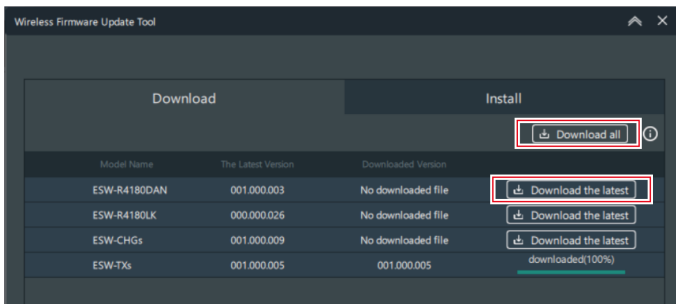 Wireless Firmware Update Tool
Download Install
Download all
Model Name The Latest Version Downloaded Version
ESW-R4180DAN 001.000.003 No downloaded file Download the latest
ESW-R4180LK 000.000.026 No downloaded file Download the latest
ESW-CHGs 001.000.009 No downloaded file Download the latest
ESW-TXs 001.000.005 001.000.005 downloaded(100%)